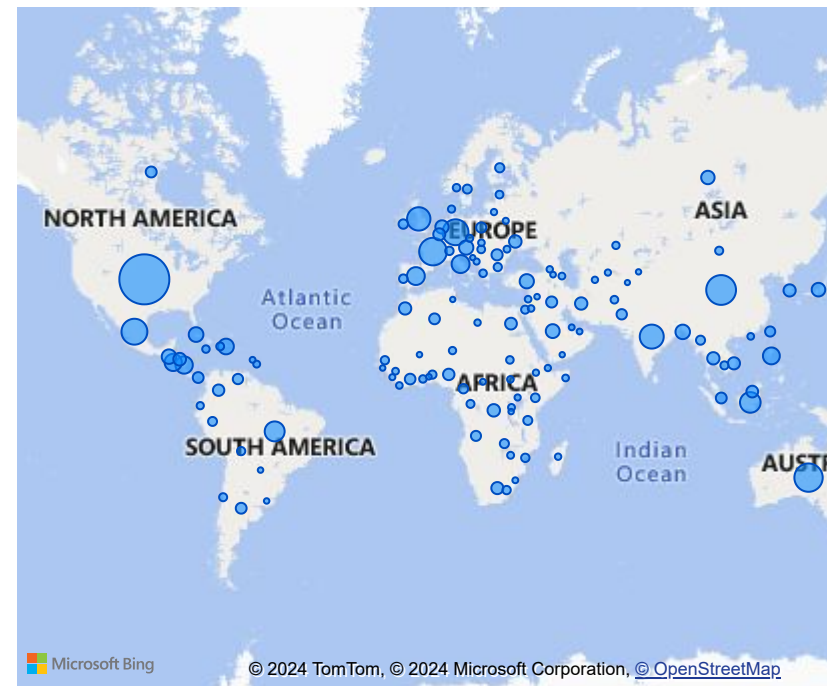 NORTH AMERICA
EUROPE
ASIA
Atlantic
Ocean
AFRICA
SOUTH AMERICA
Indian
Ocean
AUST
Microsoft Bing
© 2024 TomTom, © 2024 Microsoft Corporation, © OpenStreetMap